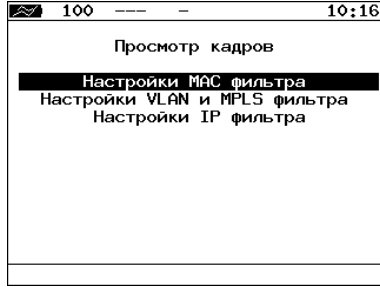 100 --- - 10:16
Просмотр кадров
Настройки MAC фильтра
Настройки VLAN и MPLS фильтра
Настройки IP фильтра